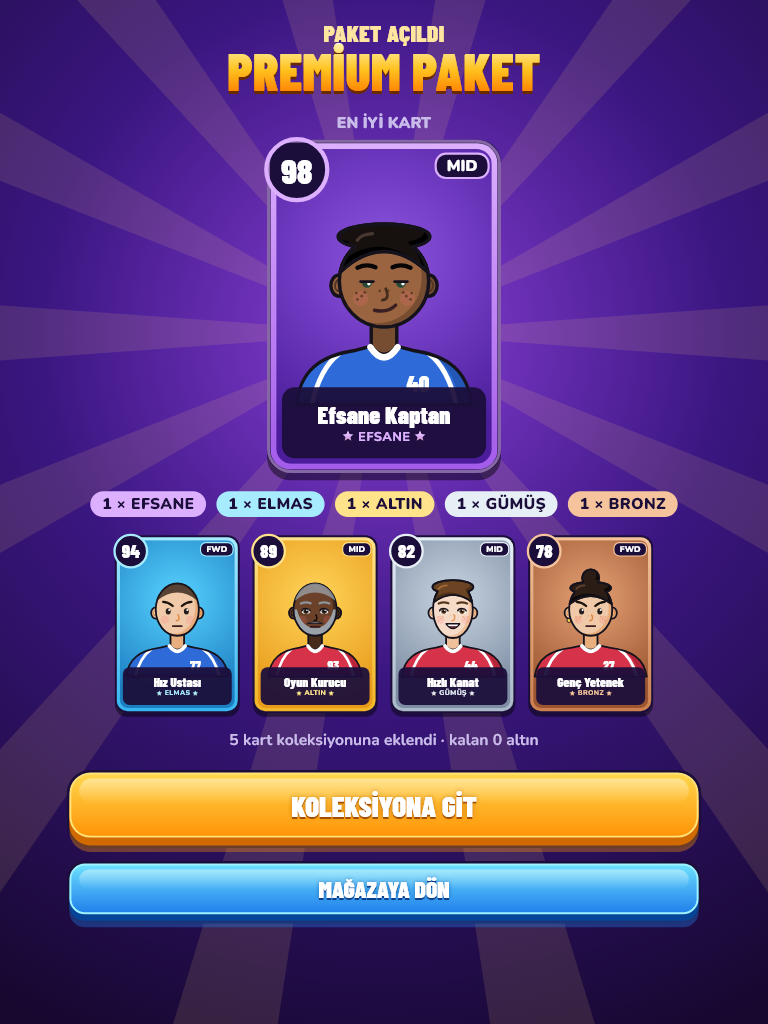 PAKET AÇILDI
PREMİUM PAKET
EN İYİ KART
98
MID
40
Efsane Kaptan
★ EFSANE ★
1 × EFSANE
1 × ELMAS
1 × ALTIN
1 × GÜMÜŞ
1 × BRONZ
94
FWD
77
Hız Ustası
★ ELMAS ★
89
MID
93
Oyun Kurucu
★ ALTIN ★
82
MID
44
Hızlı Kanat
★ GÜMÜŞ ★
78
FWD
27
Genç Yetenek
★ BRONZ ★
5 kart koleksiyonuna eklendi · kalan 0 altın
KOLEKSİYONA GİT
MAĞAZAYA DÖN